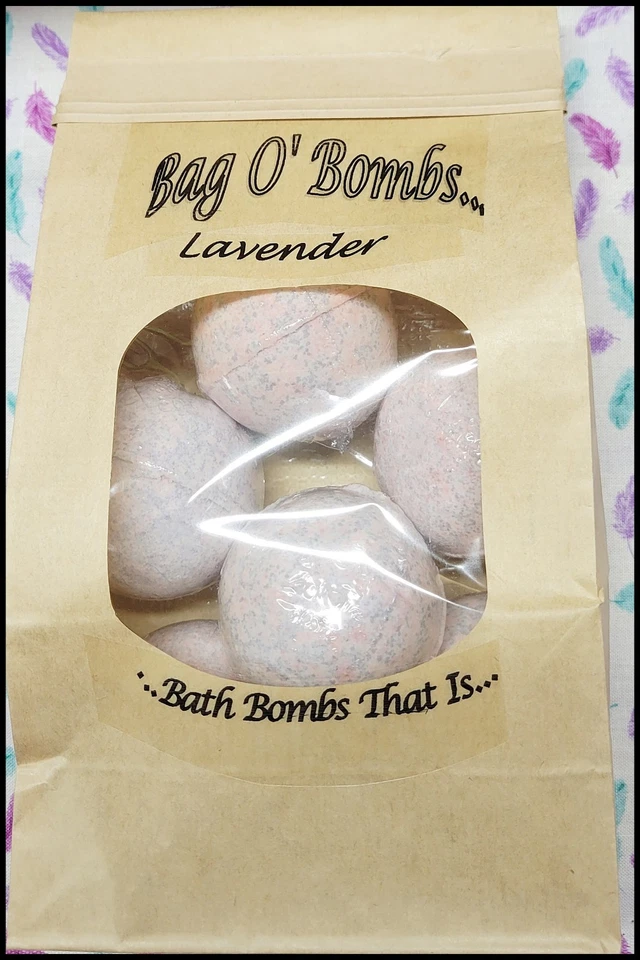 Bag O' Bombs...
Lavender
...Bath Bombs That Is...